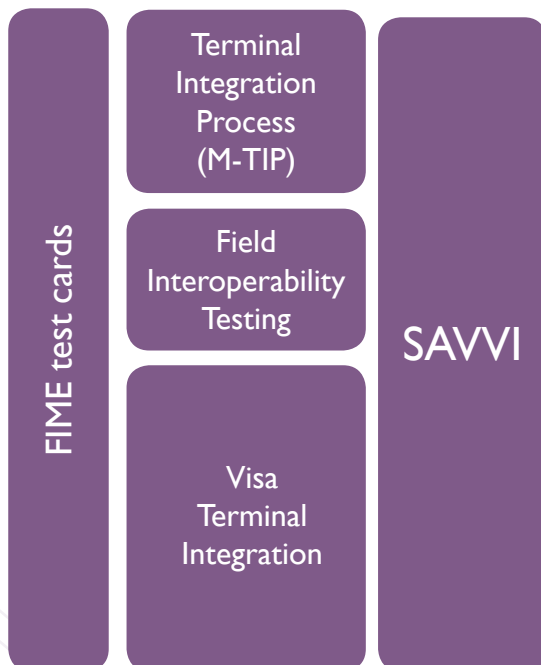 FIME test cards
Terminal
Integration
Process
(M-TIP)
Field
Interoperability
Testing
Visa
Terminal
Integration
SAVVI